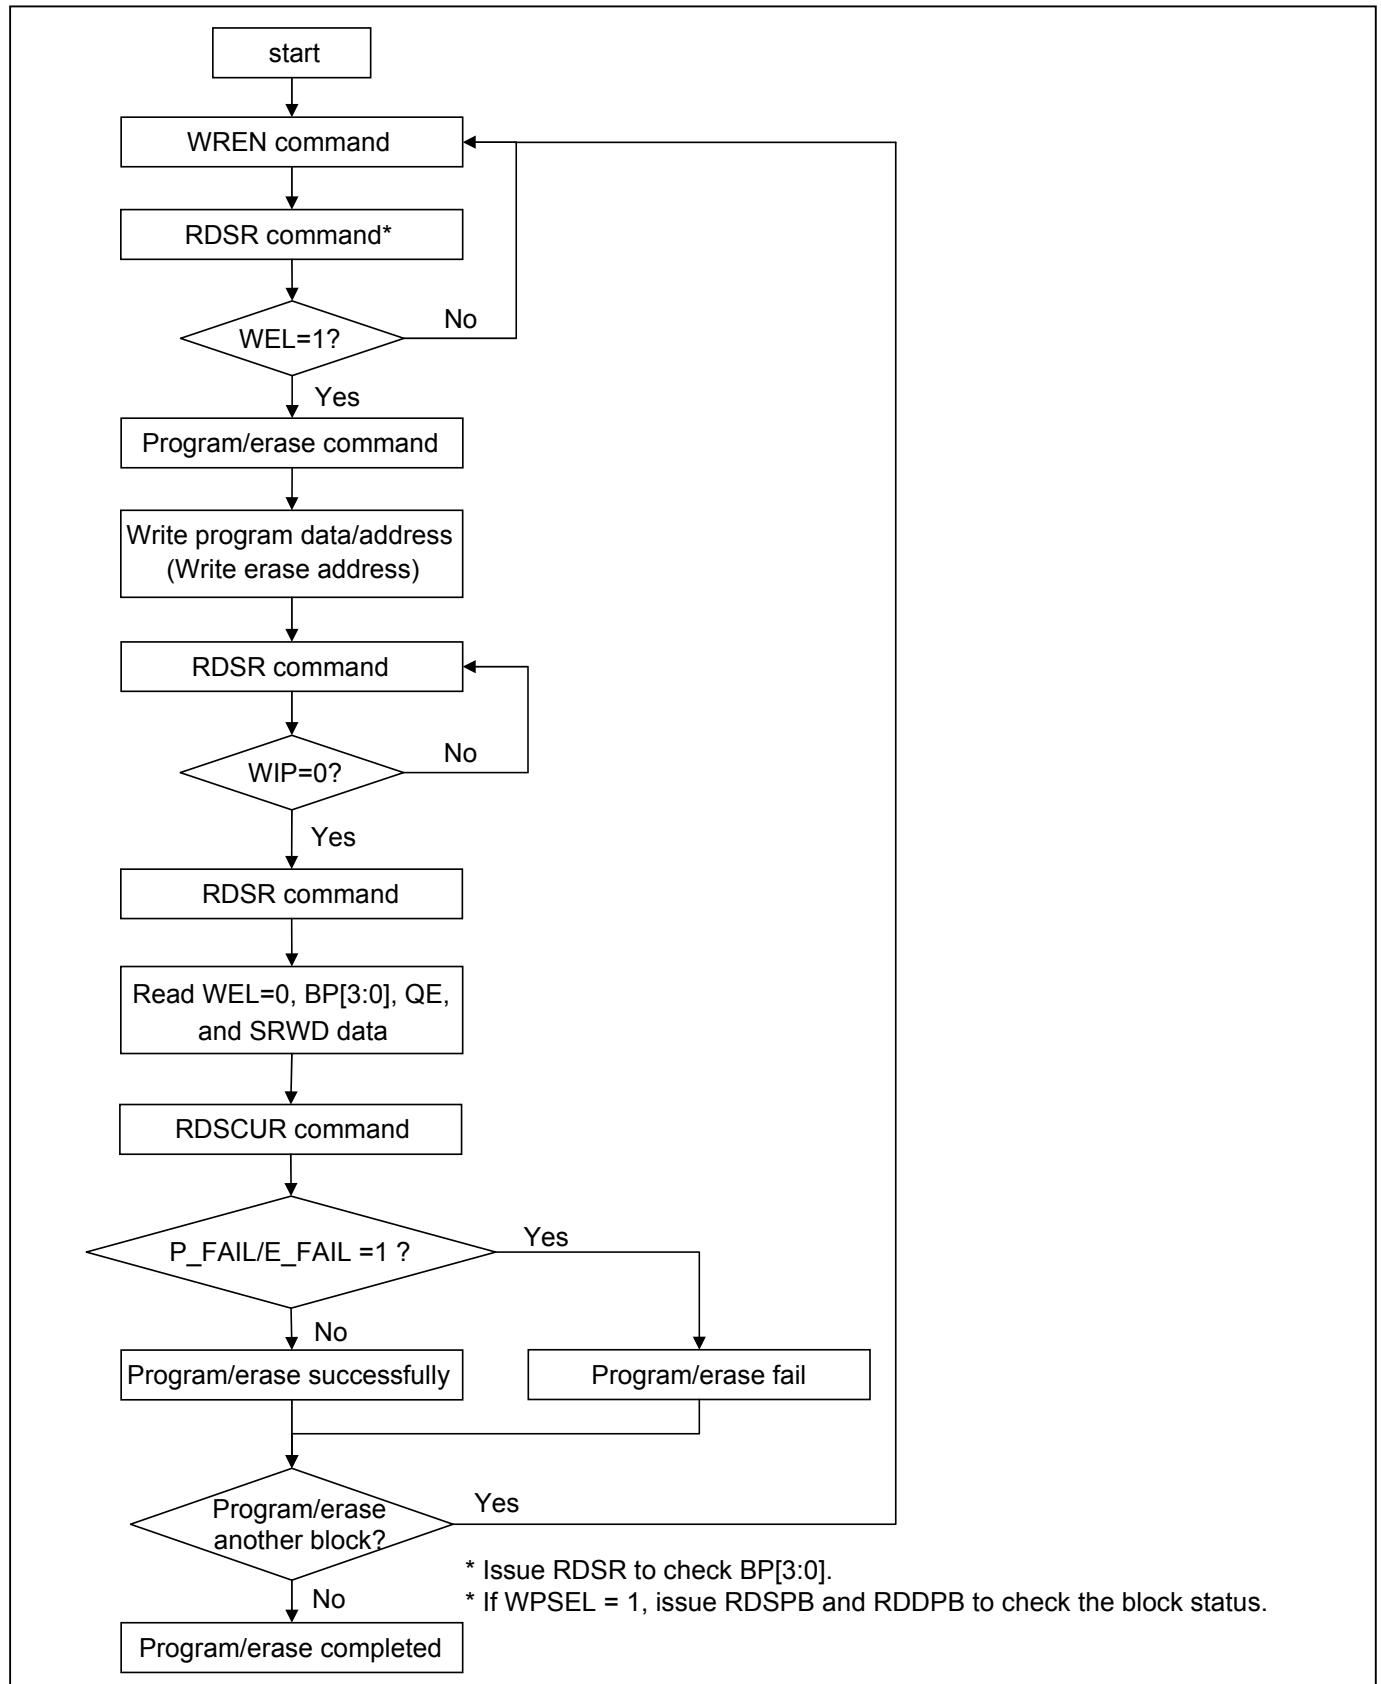 start
WREN command
RDSR command*
WEL=1?
No
Yes
Program/erase command
Write program data/address
(Write erase address)
RDSR command
WIP=0?
No
Yes
RDSR command
Read WEL=0, BP[3:0], QE,
and SRWD data
RDSCUR command
P_FAIL/E_FAIL =1 ?
Yes
No
Program/erase successfully
Program/erase fail
Program/erase
another block?
Yes
* Issue RDSR to check BP[3:0].
* If WPSEL = 1, issue RDSPB and RDDPB to check the block status.
No
Program/erase completed